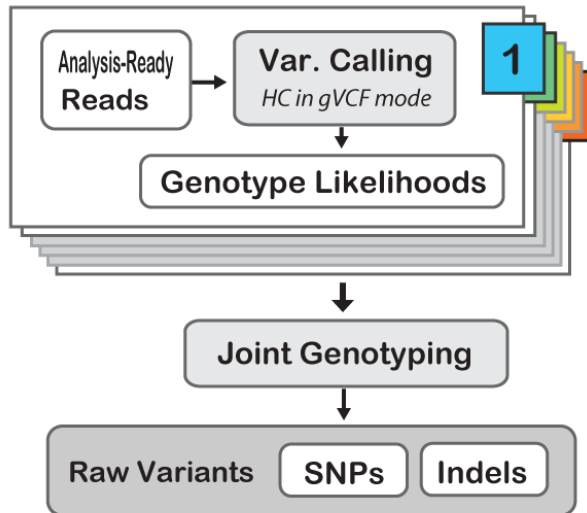 Analysis-Ready
Reads
Var. Calling
HC in gVCF mode
1
Genotype Likelihoods
Joint Genotyping
Raw Variants
SNPs
Indels